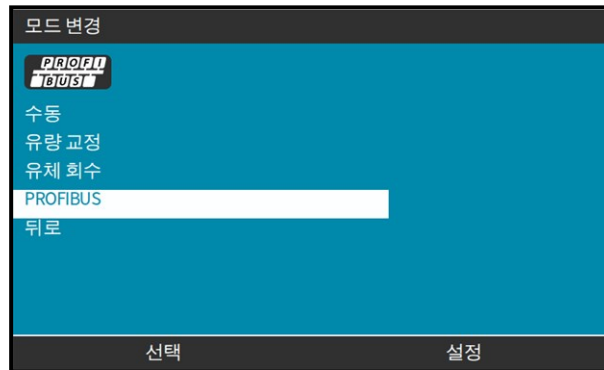 모드 변경
PROFI
BUS
수동
유량 교정
유체 회수
PROFIBUS
뒤로
선택 설정